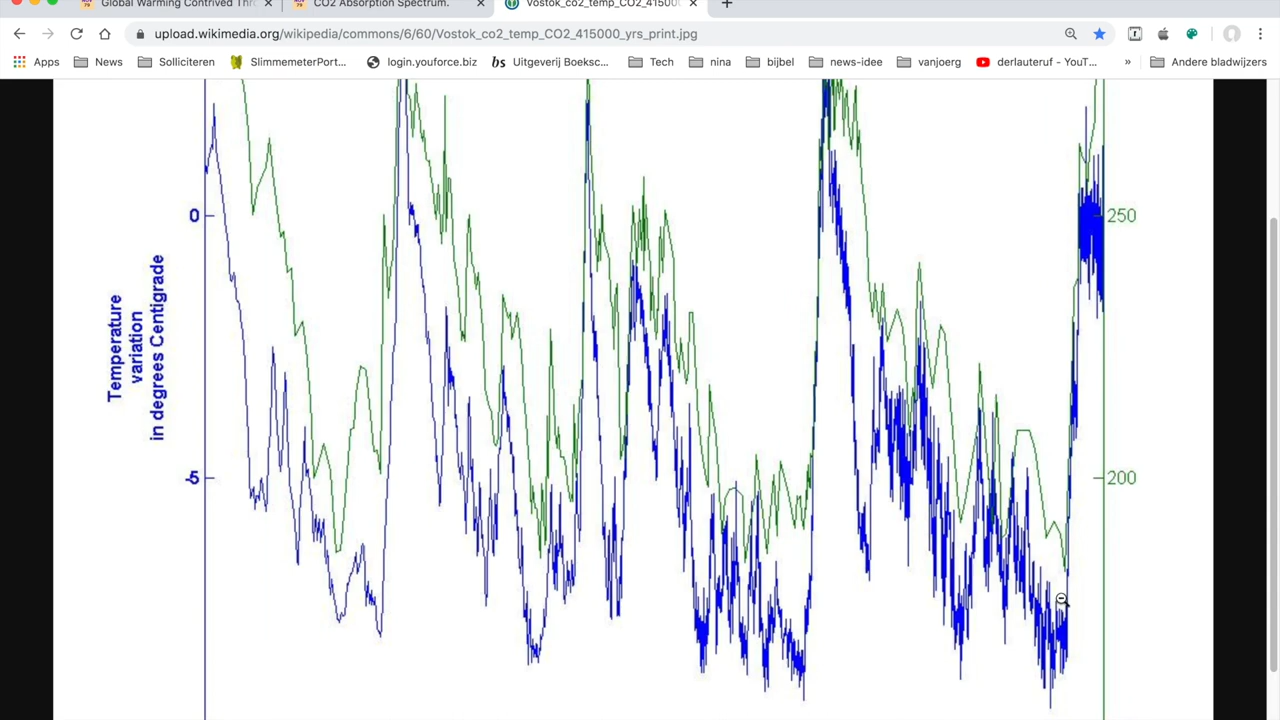 Global Warming Contrived Thr
CO2 Absorption Spectrum.
Vostok_co2_temp_CO2_415000
upload.wikimedia.org/wikipedia/commons/6/60/Vostok_co2_temp_CO2_415000_yrs_print.jpg
Apps
News
Solliciteren
SlimmemeterPort...
login.youforce.biz
bs
Uitgeverij Boeksc...
Tech
nina
bijbel
news-idee
vanjoerg
derlauteruf - YouT...
»
Andere bladwijzers
0
250
Temperature
variation
in degrees Centigrade
-5
200